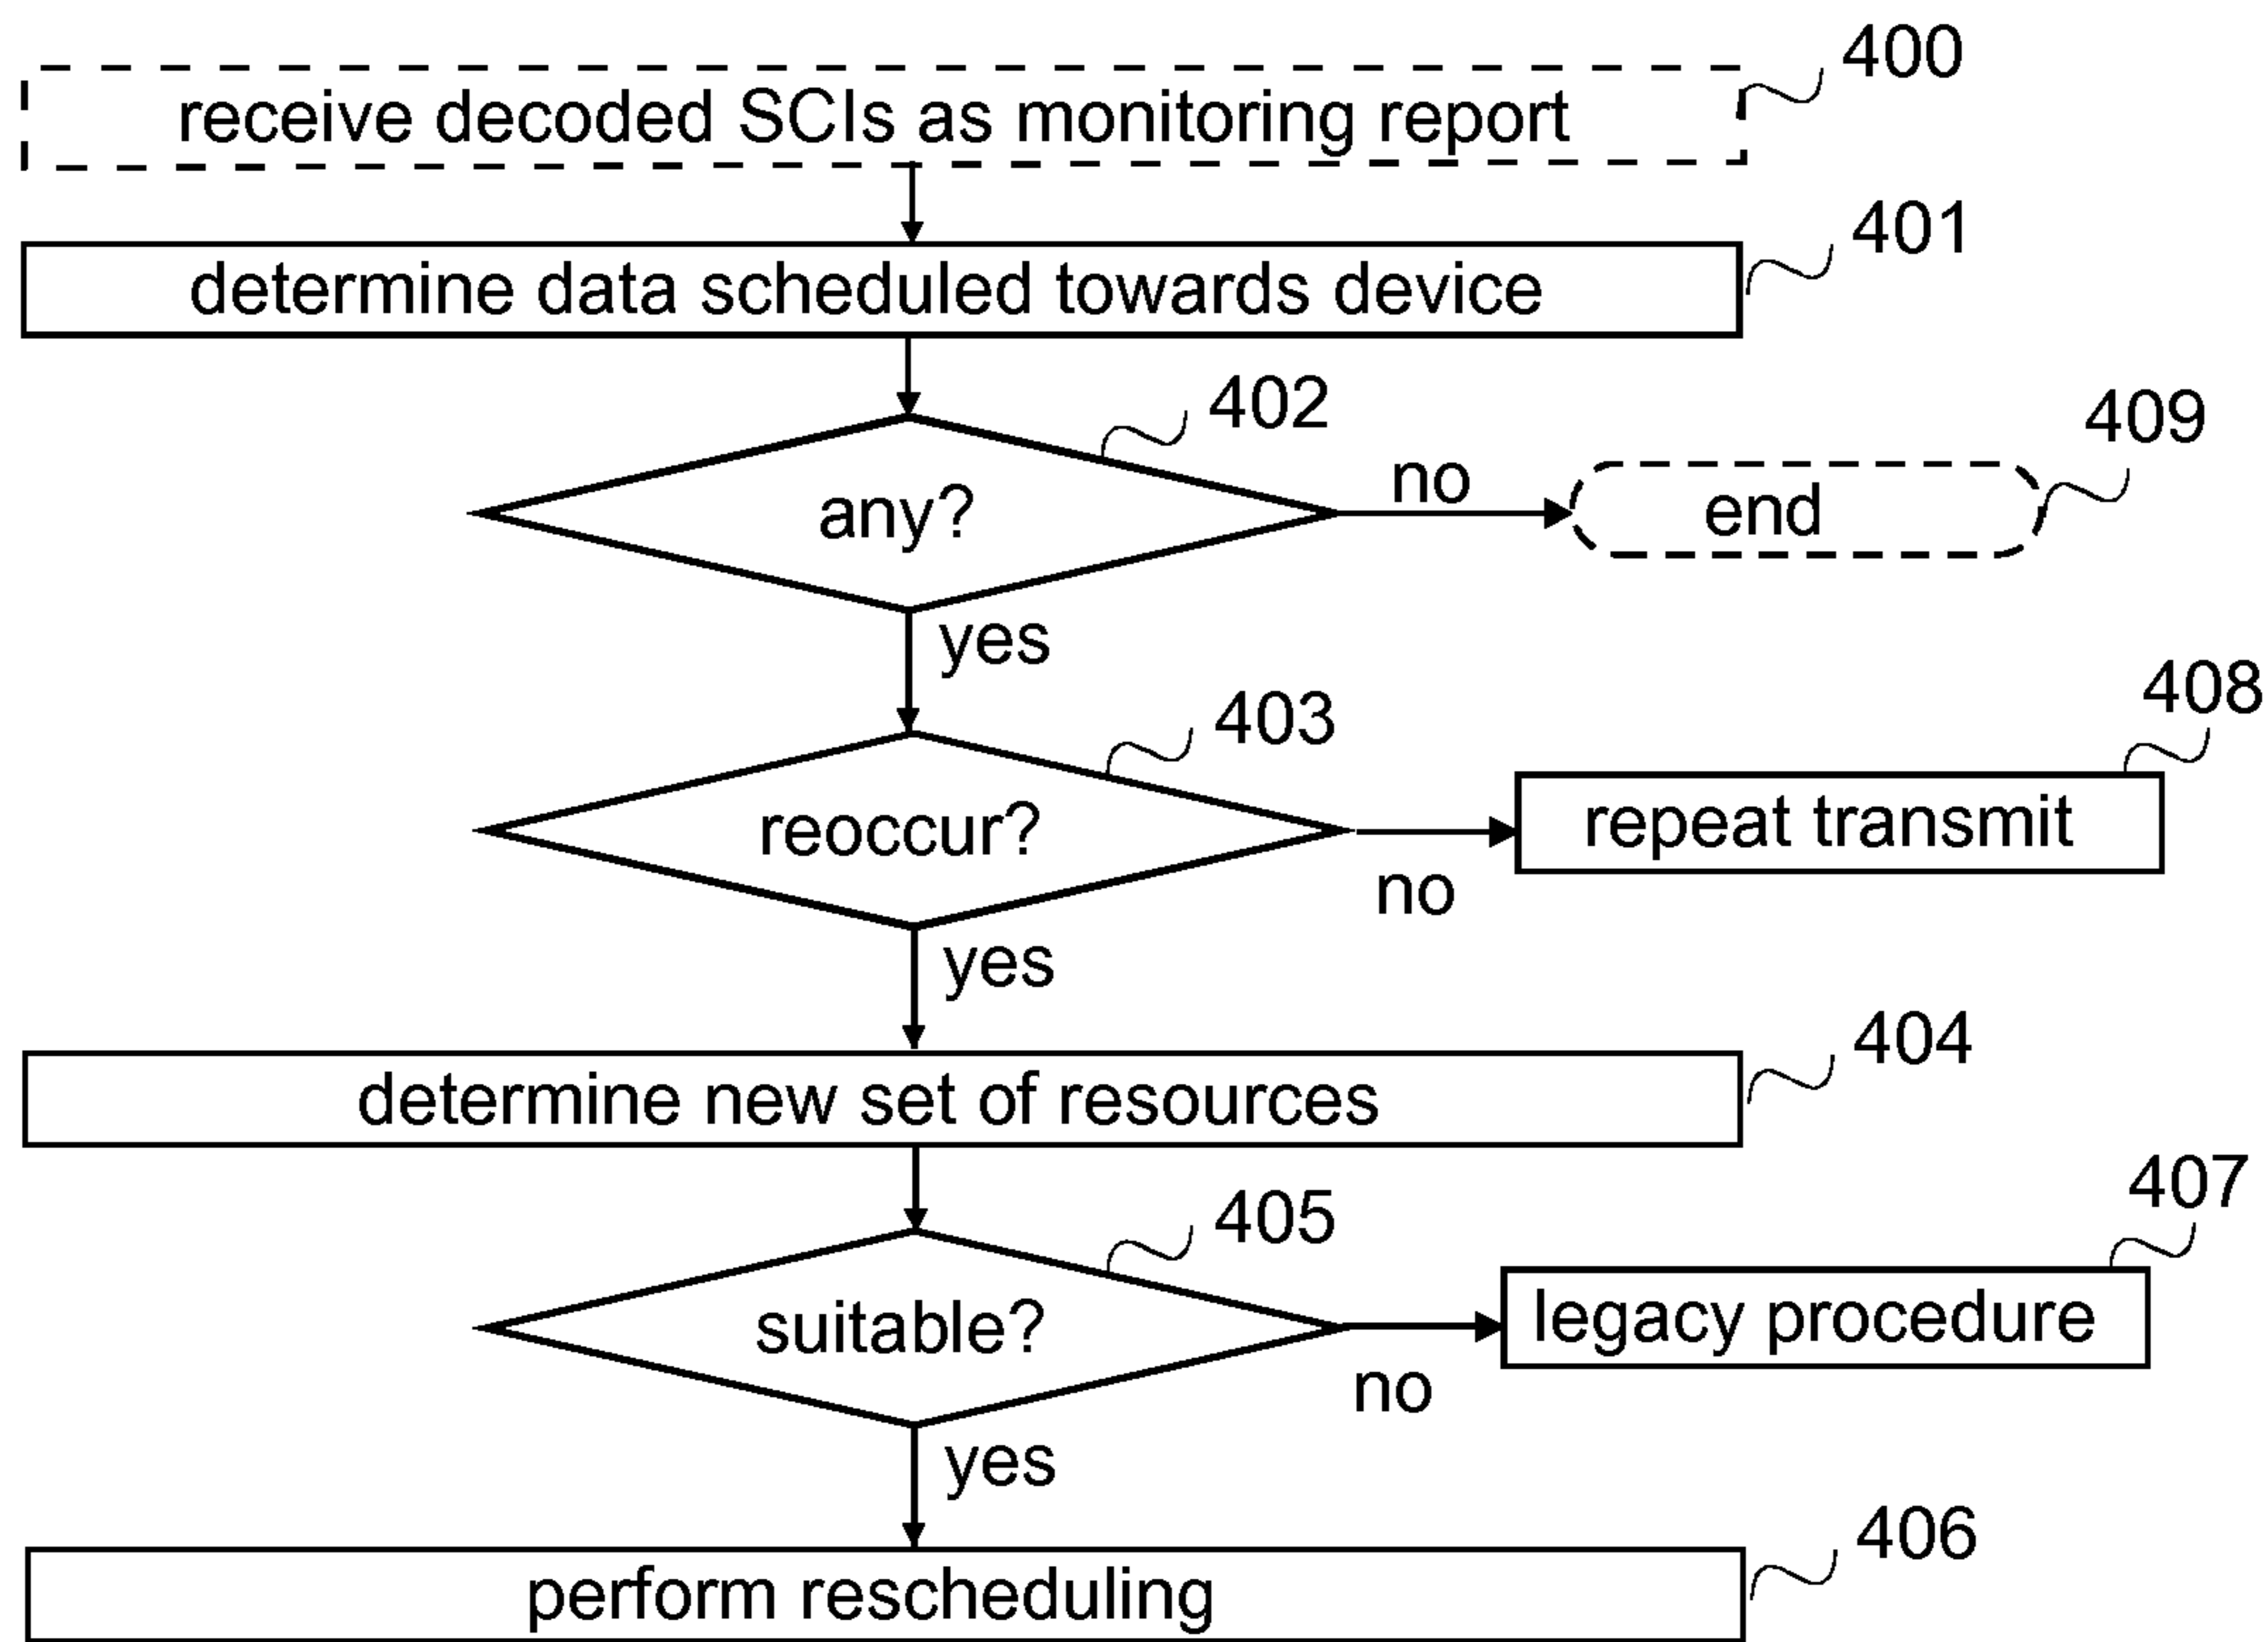 400
receive decoded SCIs as monitoring report
401
determine data scheduled towards device
402
409
any?
no
end
yes
403
408
reoccur?
repeat transmit
no
yes
404
determine new set of resources
405
407
suitable?
legacy procedure
no
yes
406
perform rescheduling